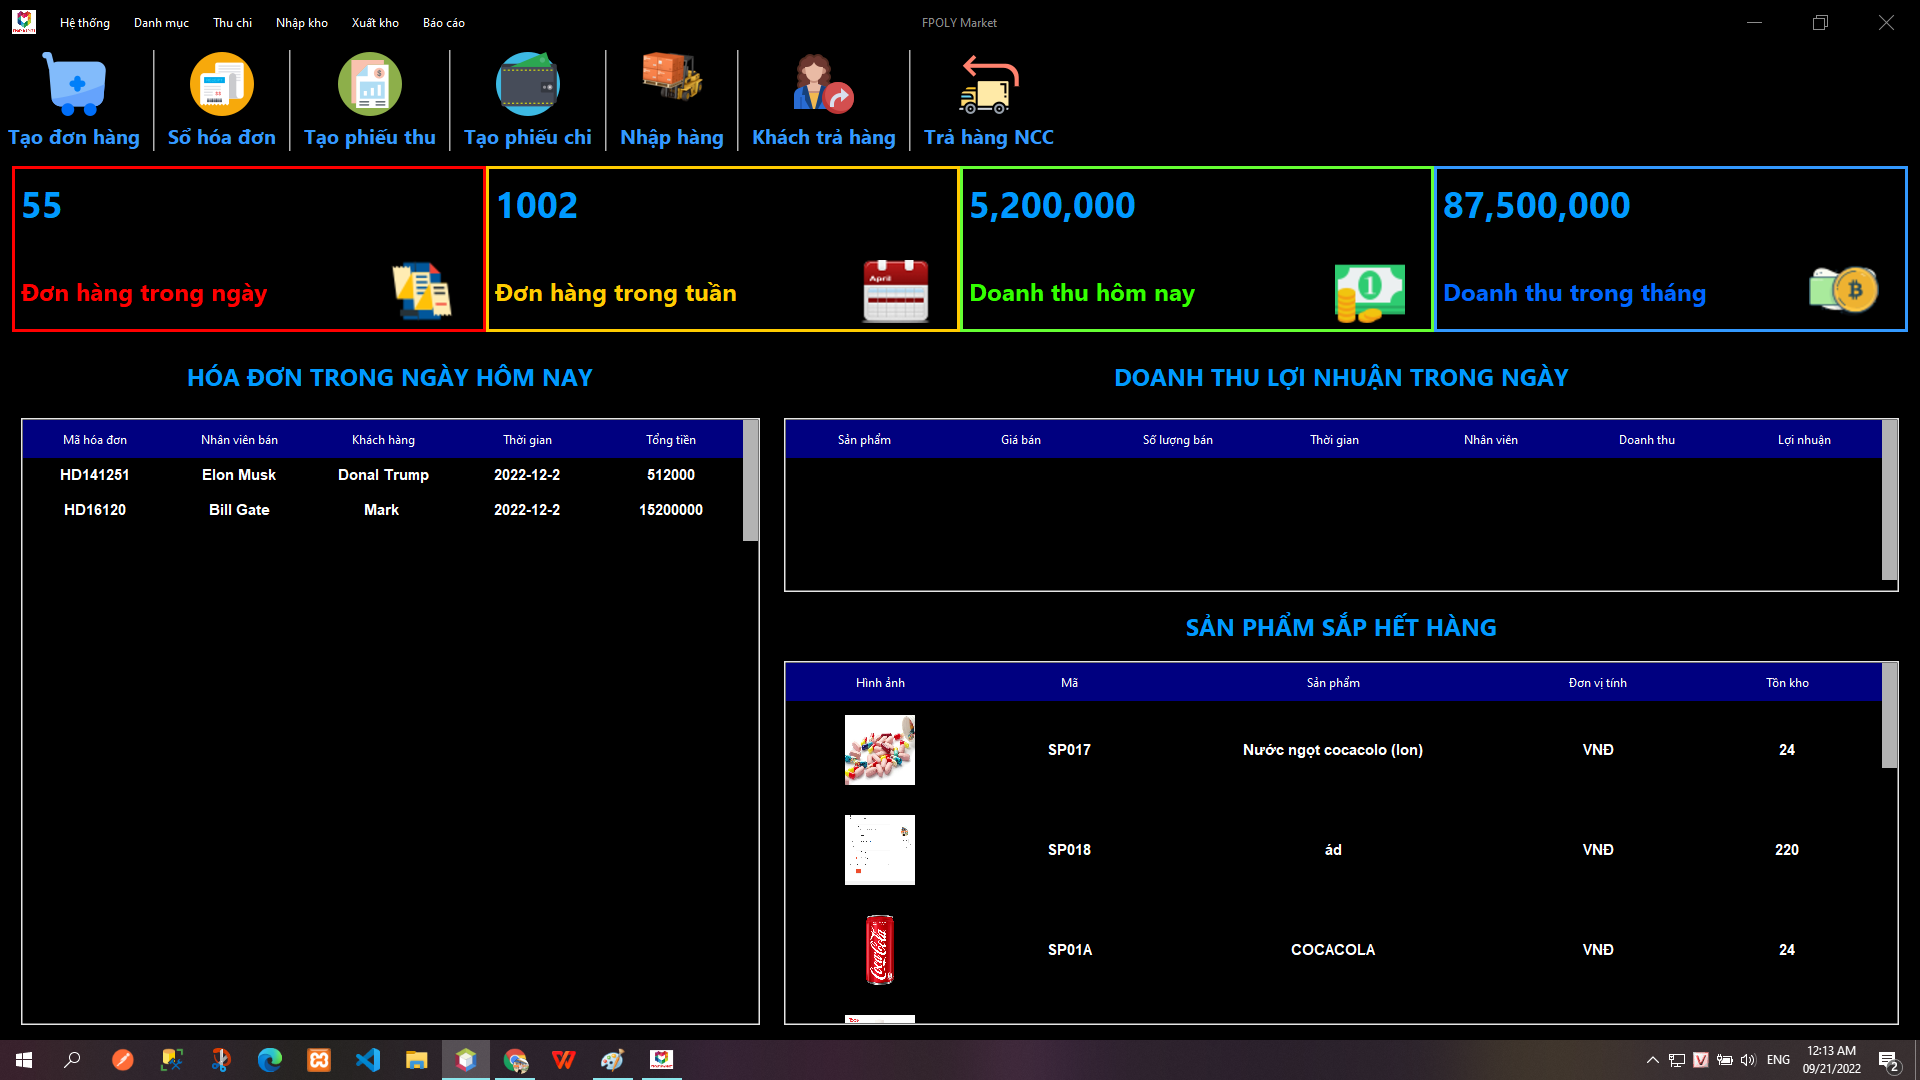 Hệ thống Danh mục Thu chi Nhập kho Xuất kho Báo cáo FPOLY Market
Tạo đơn hàng Sổ hóa đơn Tạo phiếu thu Tạo phiếu chi Nhập hàng Khách trả hàng Trả hàng NCC
55 1002 5,200,000 87,500,000
April
Đơn hàng trong ngày Đơn hàng trong tuần Doanh thu hôm nay Doanh thu trong tháng
HÓA ĐƠN TRONG NGÀY HÔM NAY
Mã hóa đơn Nhân viên bán Khách hàng Thời gian Tổng tiền
HD141251 Elon Musk Donal Trump 2022-12-2 512000
HD16120 Bill Gate Mark 2022-12-2 15200000
DOANH THU LỢI NHUẬN TRONG NGÀY
Sản phẩm Giá bán Số lượng bán Thời gian Nhân viên Doanh thu Lợi nhuận
SẢN PHẨM SẮP HẾT HÀNG
Hình ảnh Mã Sản phẩm Đơn vị tính Tồn kho
SP017 Nước ngọt cocacolo (lon) VNĐ 24
SP018 ád VNĐ 220
Coca-Cola
SP01A COCACOLA VNĐ 24
ENG
12:13 AM
09/21/2022
2